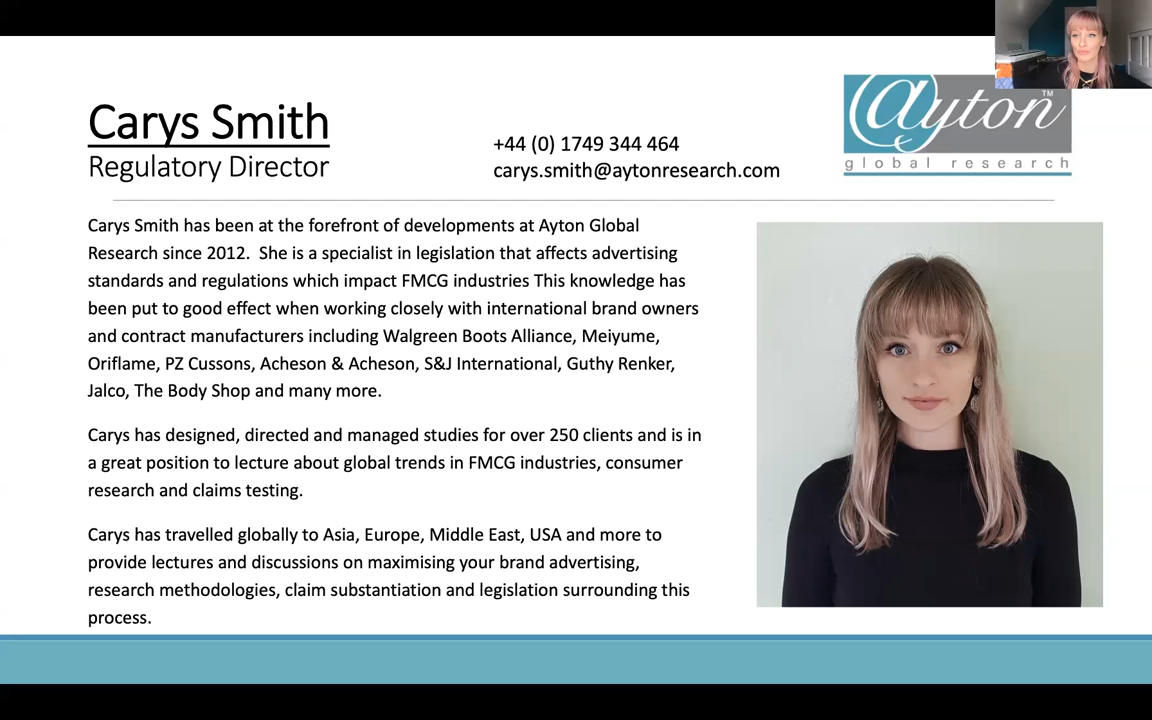 Carys Smith
Regulatory Director
+44 (0) 1749 344 464
carys.smith@aytonresearch.com
ayton™
global research
Carys Smith has been at the forefront of developments at Ayton Global
Research since 2012.  She is a specialist in legislation that affects advertising
standards and regulations which impact FMCG industries This knowledge has
been put to good effect when working closely with international brand owners
and contract manufacturers including Walgreen Boots Alliance, Meiyume,
Oriflame, PZ Cussons, Acheson & Acheson, S&J International, Guthy Renker,
Jalco, The Body Shop and many more.
Carys has designed, directed and managed studies for over 250 clients and is in
a great position to lecture about global trends in FMCG industries, consumer
research and claims testing.
Carys has travelled globally to Asia, Europe, Middle East, USA and more to
provide lectures and discussions on maximising your brand advertising,
research methodologies, claim substantiation and legislation surrounding this
process.